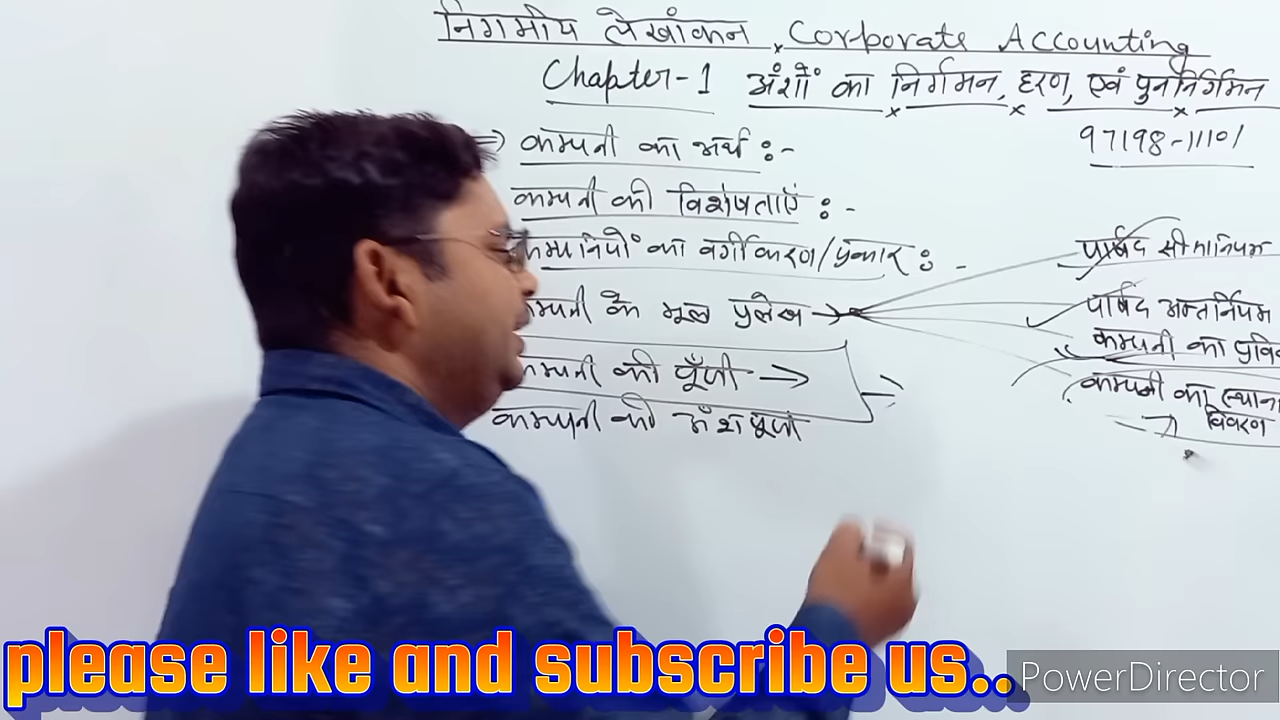 निगमीय लेखांकन Corporate Accounting
Chapter-1 अंशों का निर्गमन, हरण, एवं पुनर्निर्गमन
97198-11101
⇒ कम्पनी का अर्थ :-
कम्पनी की विशेषताएँ :-
कम्पनियों का वर्गीकरण/प्रकार :-
कम्पनी के मूल प्रलेख →
पार्षद सीमानियम
पार्षद अन्तर्नियम
कम्पनी का प्रवि
कम्पनी का स्थाना
विवरण
कम्पनी की पूँजी →
कम्पनी की अँश पूँजी
please like and subscribe us..
PowerDirector